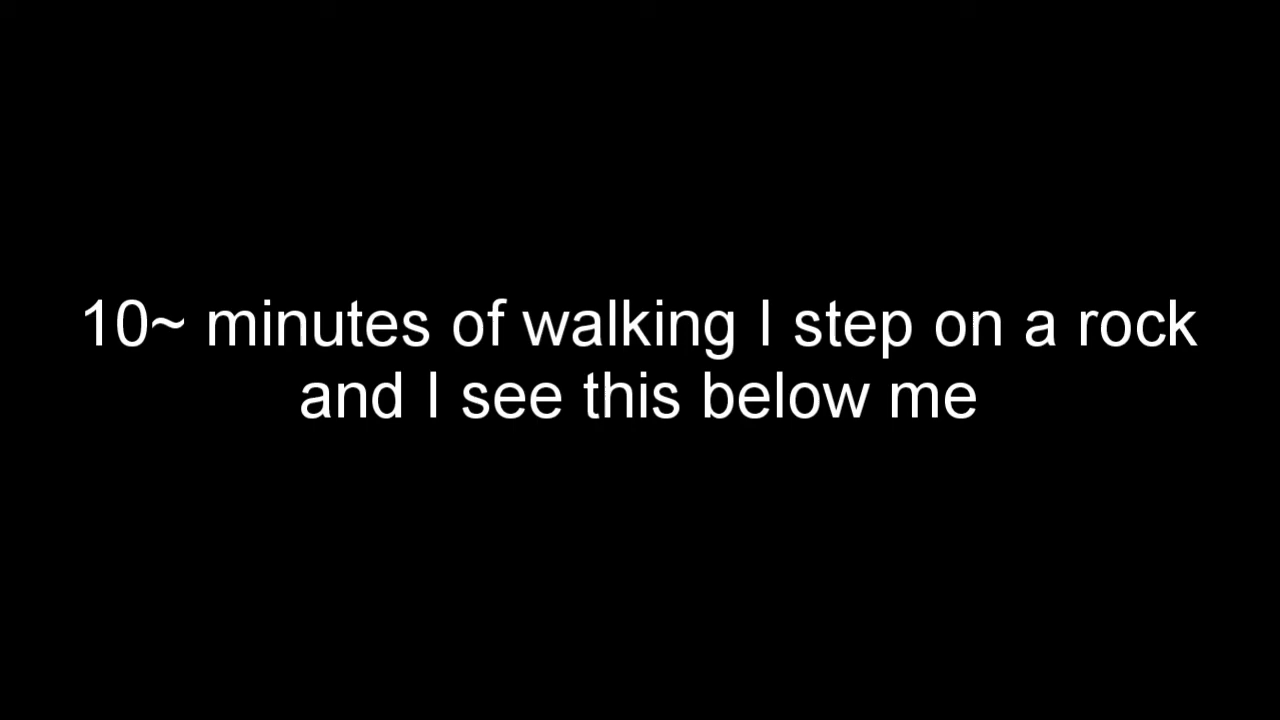 10~ minutes of walking I step on a rock
and I see this below me